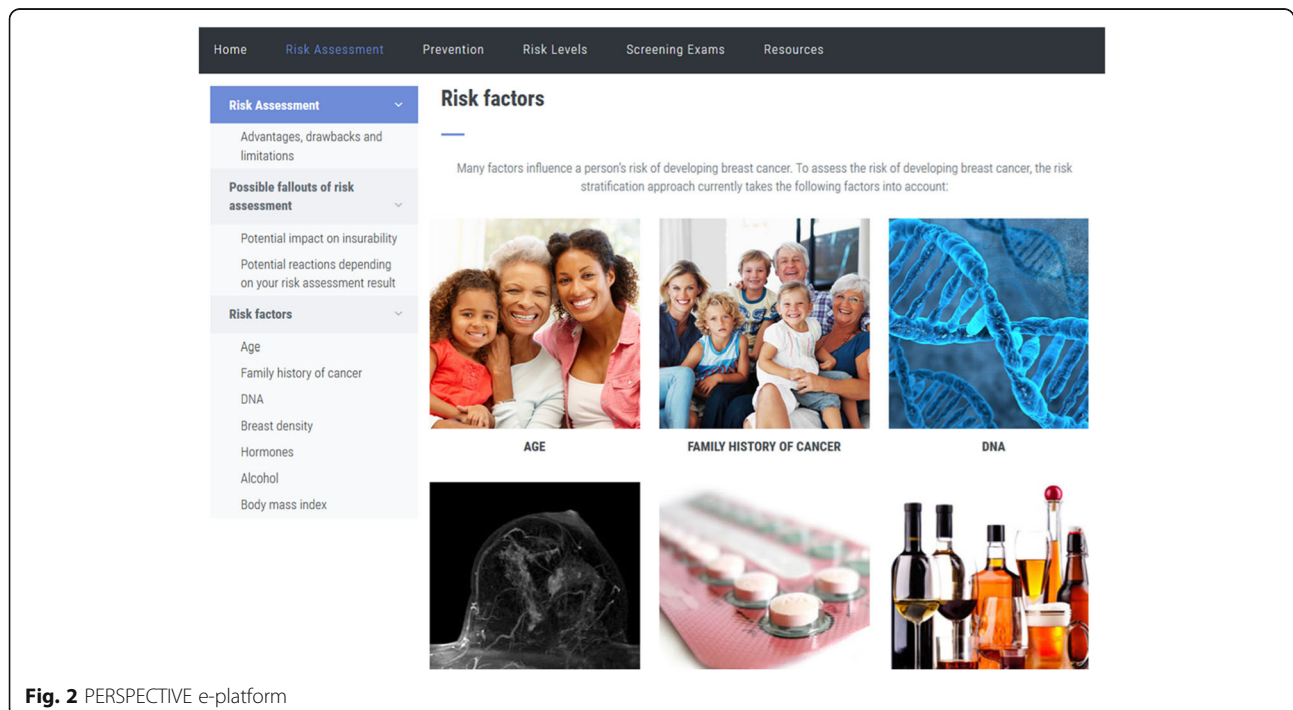 Home Risk Assessment Prevention Risk Levels Screening Exams Resources
Risk Assessment
Advantages, drawbacks and
limitations
Possible fallouts of risk
assessment
Potential impact on insurability
Potential reactions depending
on your risk assessment result
Risk factors
Age
Family history of cancer
DNA
Breast density
Hormones
Alcohol
Body mass index
Risk factors
Many factors influence a person's risk of developing breast cancer. To assess the risk of developing breast cancer, the risk
stratification approach currently takes the following factors into account:
AGE FAMILY HISTORY OF CANCER DNA
Fig. 2 PERSPECTIVE e-platform